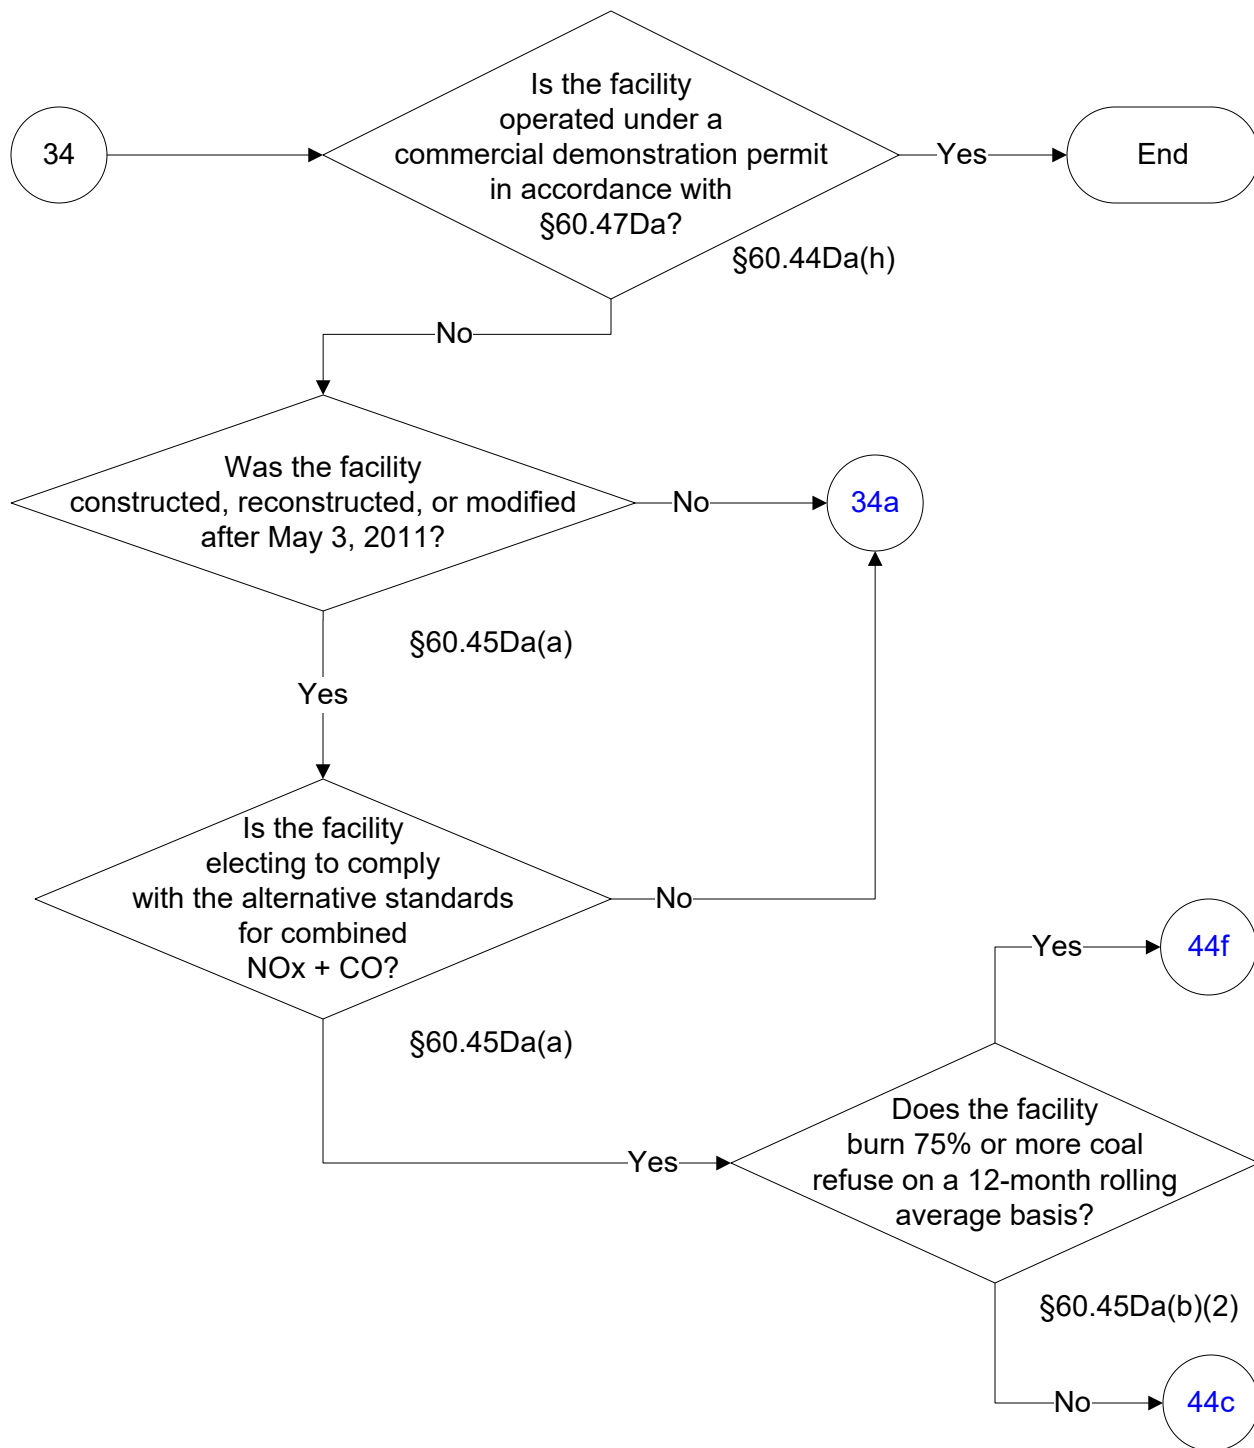 34
Is the facility
operated under a
commercial demonstration permit
in accordance with
§60.47Da?
Yes
End
§60.44Da(h)
No
Was the facility
constructed, reconstructed, or modified
after May 3, 2011?
No
34a
§60.45Da(a)
Yes
Is the facility
electing to comply
with the alternative standards
for combined
NOx + CO?
No
§60.45Da(a)
Yes
44f
Yes
Does the facility
burn 75% or more coal
refuse on a 12-month rolling
average basis?
§60.45Da(b)(2)
No
44c